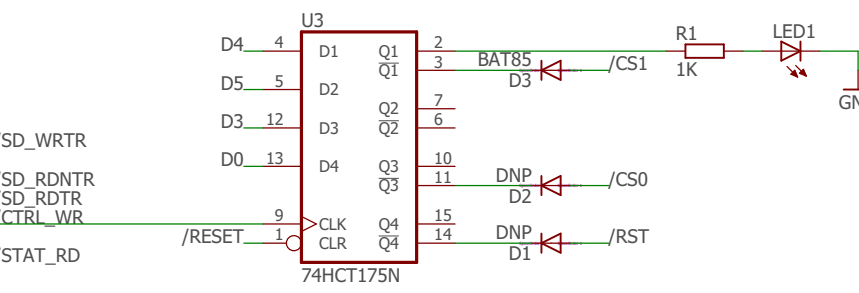 U3
R1
LED1
D4 4 D1 Q1 2
1K
BAT85
D3
/CS1
Q1 3
D5 5 D2
GN
Q2 7
D3 12 D3 Q2 6
/SD_WRTR
D0 13 D4 Q3 10
/SD_RDNTR
Q3 11 DNP /CS0
D2
/SD_RDTR
/CTRL_WR 9 CLK Q4 15
/RESET 1 CLR Q4 14 DNP /RST
D1
/STAT_RD
74HCT175N